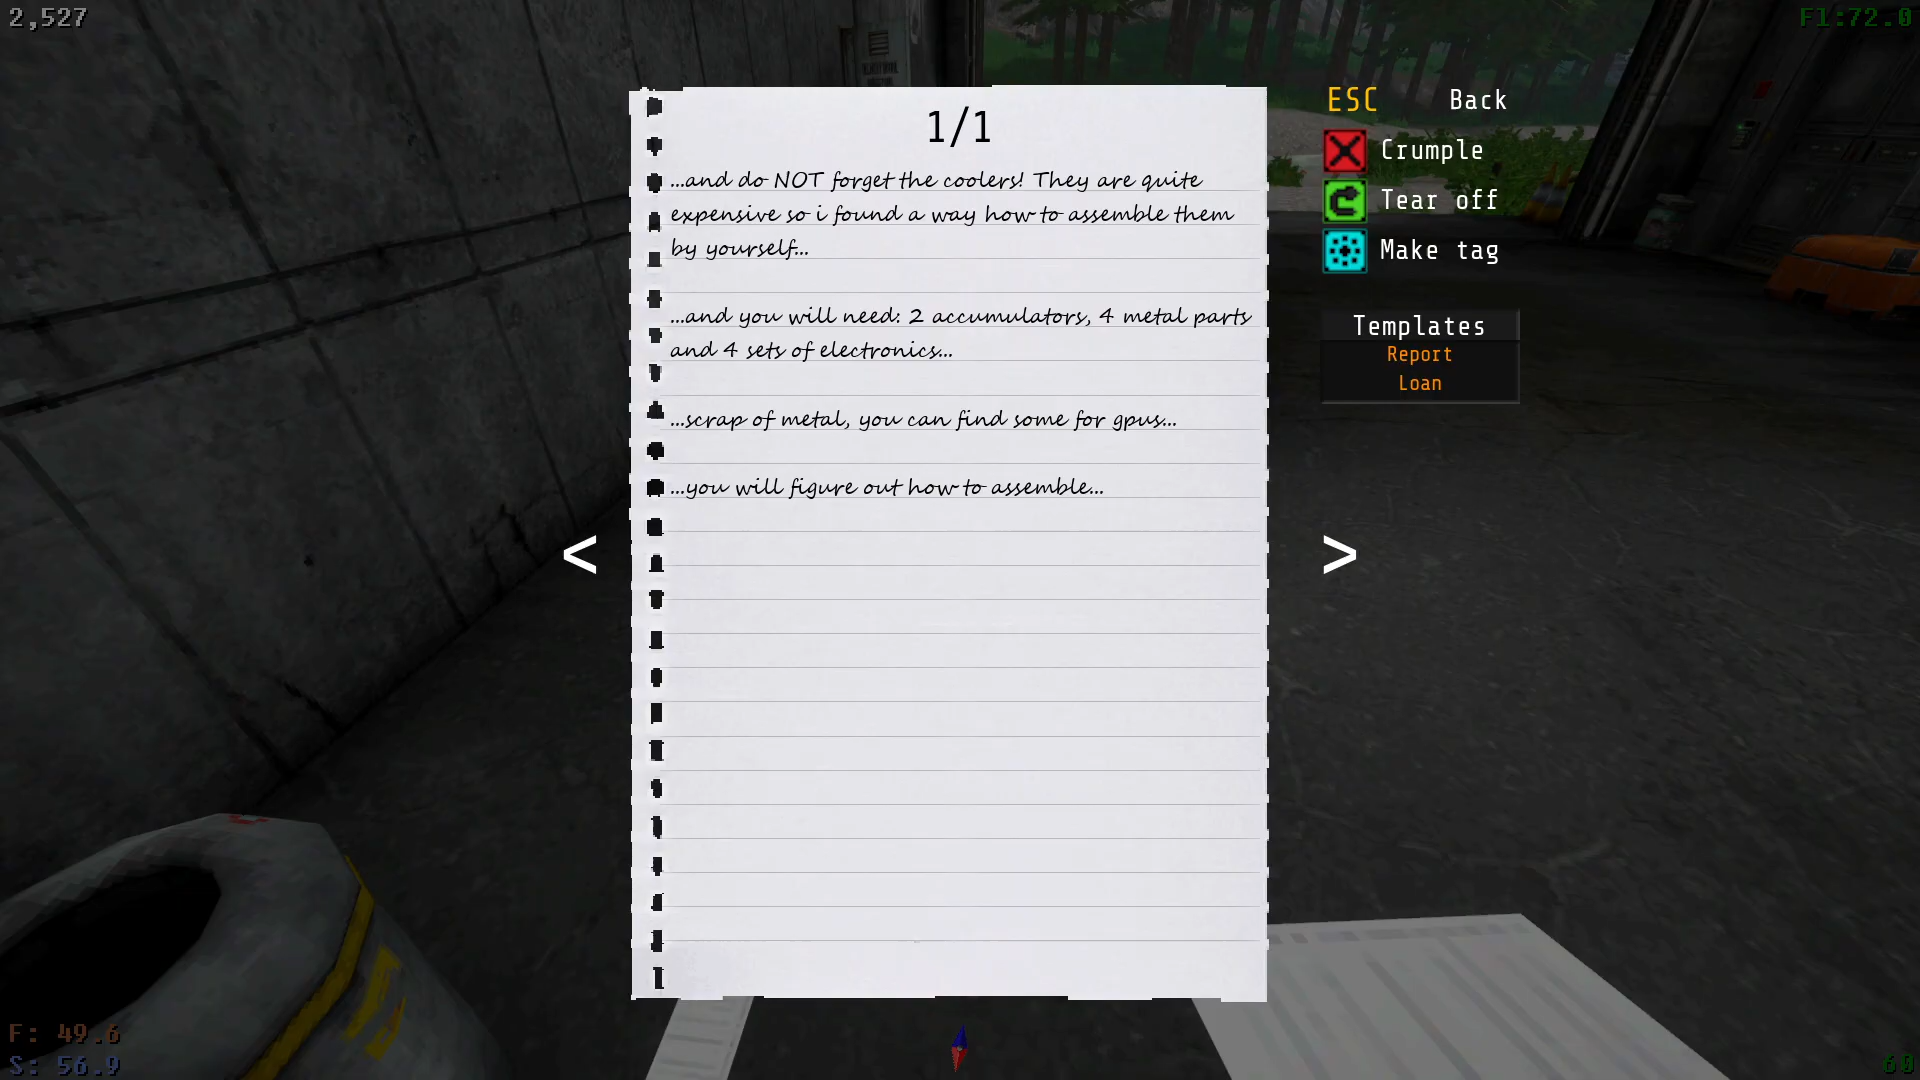 2,527
F1:72.0
1/1
...and do NOT forget the coolers! They are quite
expensive so i found a way how to assemble them
by yourself...
...and you will need: 2 accumulators, 4 metal parts
and 4 sets of electronics...
...scrap of metal, you can find some for gpus...
...you will figure out how to assemble...
<
>
ESC Back
Crumple
Tear off
Make tag
Templates
Report
Loan
F: 49.6
S: 56.9
60